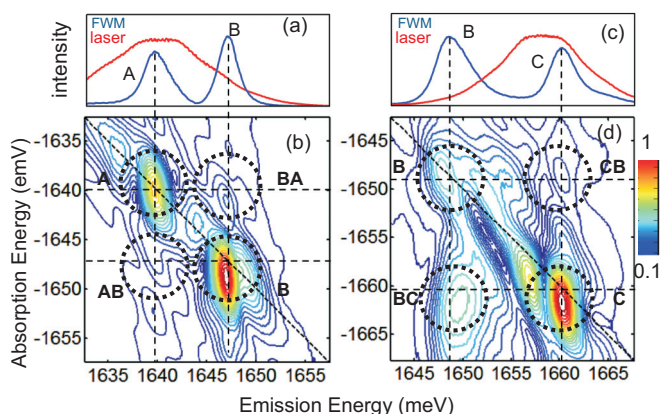 FWM
laser
(a)
B
A
intensity
FWM
laser
(c)
B
C
Absorption Energy (emV)
-1635
-1640
-1645
-1650
-1655
(b)
A
BA
AB
B
1635 1640 1645 1650 1655
-1645
-1650
-1655
-1660
-1665
(d)
B
CB
BC
C
1645 1650 1655 1660 1665
1
0.1
Emission Energy (meV)